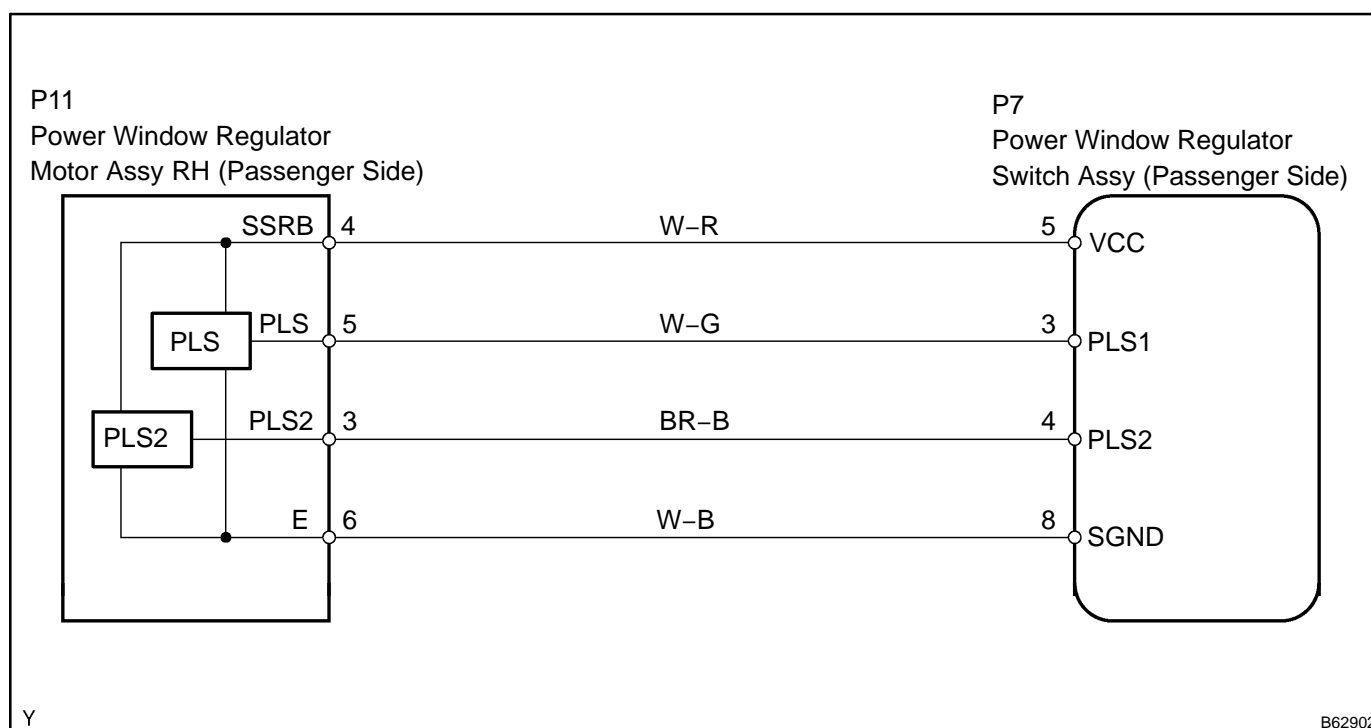 P11
Power Window Regulator
Motor Assy RH (Passenger Side)
P7
Power Window Regulator
Switch Assy (Passenger Side)
SSRB 4 W–R 5 VCC
PLS PLS 5 W–G 3 PLS1
PLS2 PLS2 3 BR–B 4 PLS2
E 6 W–B 8 SGND
Y B62902